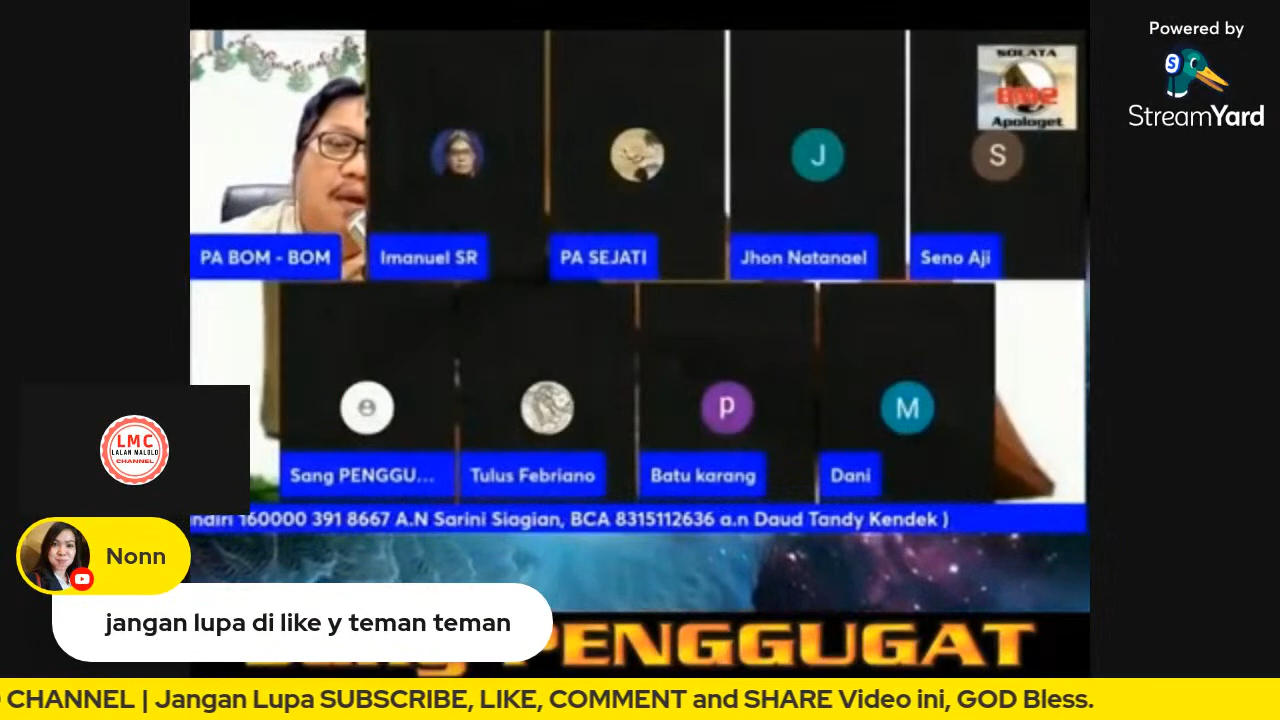 Powered by
StreamYard
SOLATA
Apologet
J
S
PA BOM - BOM
Imanuel SR
PA SEJATI
Jhon Natanael
Seno Aji
P
M
LMC
LALAN MALOLO
CHANNEL
Sang PENGGU...
Tulus Febriano
Batu karang
Dani
ndiri 160000 391 8667 A.N Sarini Siagian, BCA 8315112636 a.n Daud Tandy Kendek )
Nonn
jangan lupa di like y teman teman
PENGGUGAT
CHANNEL | Jangan Lupa SUBSCRIBE, LIKE, COMMENT and SHARE Video ini, GOD Bless.